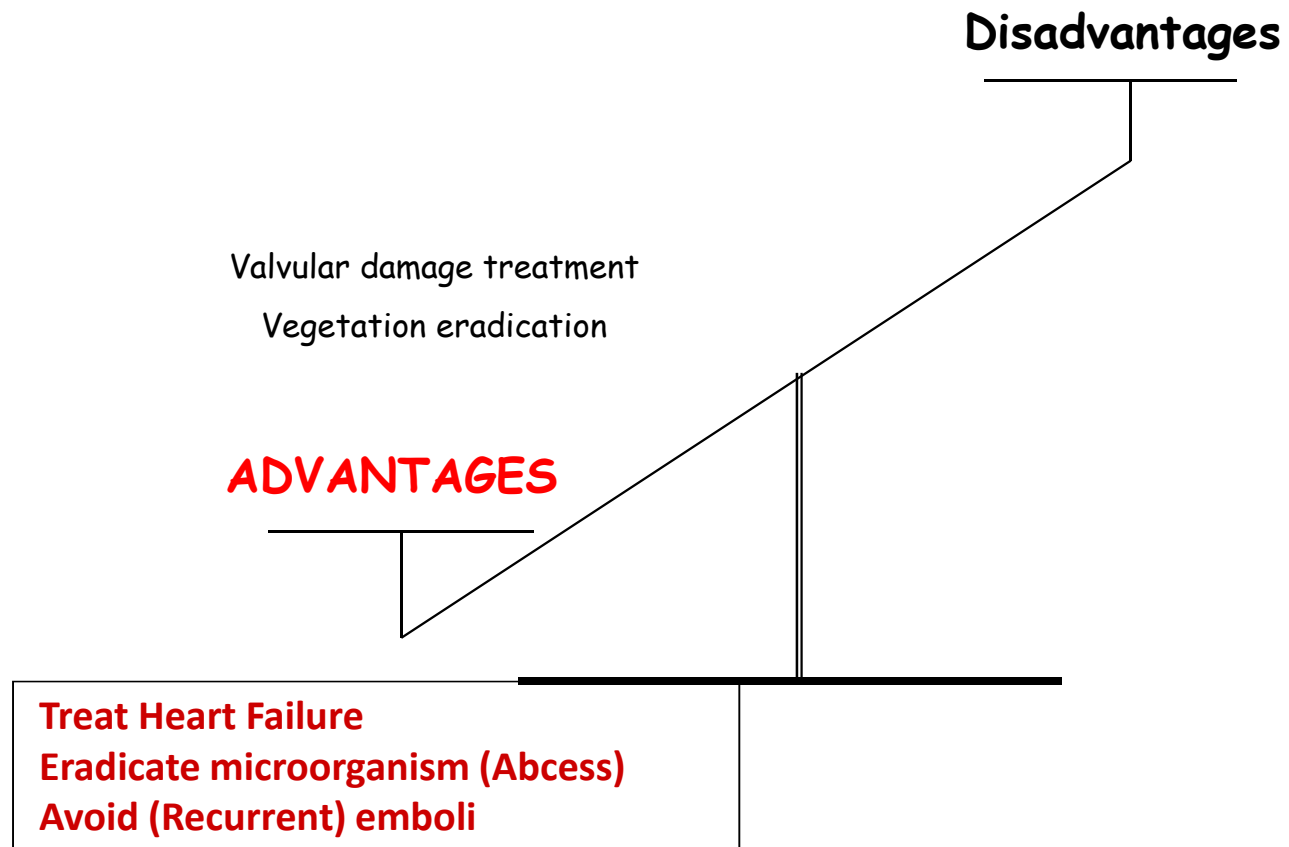 Disadvantages
Valvular damage treatment
Vegetation eradication
ADVANTAGES
Treat Heart Failure
Eradicate microorganism (Abcess)
Avoid (Recurrent) emboli